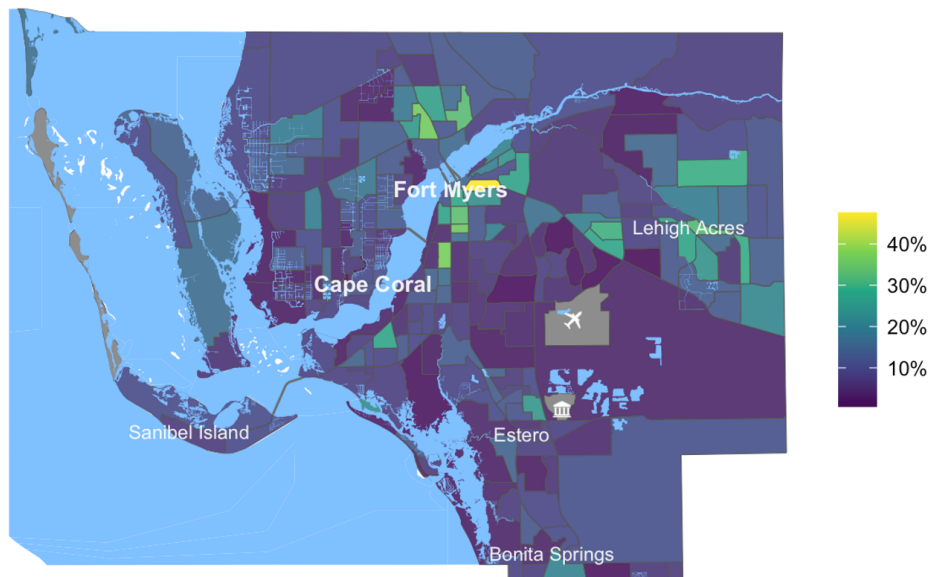 Fort Myers
Lehigh Acres
40%
Cape Coral
30%
20%
10%
Sanibel Island
Estero
Bonita Springs